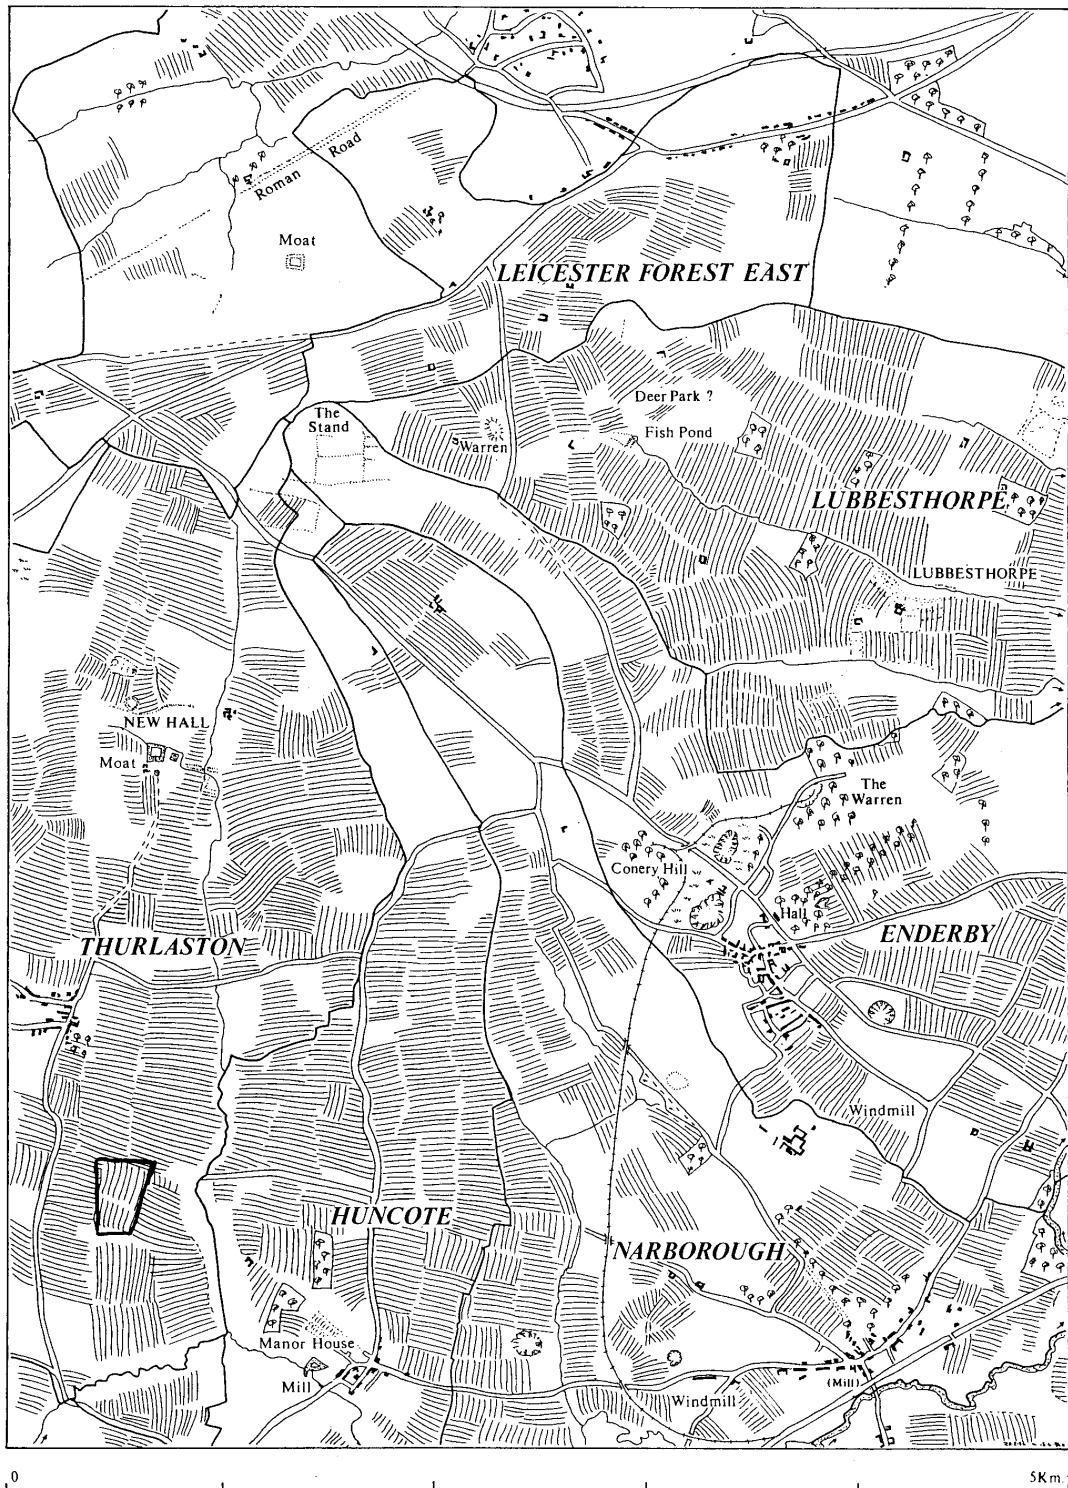 Roman Road
Moat
LEICESTER FOREST EAST
Deer Park ?
The
Stand
Fish Pond
Warren
LUBBESTHORPE
LUBBESTHORPE
NEW HALL
Moat
The
Warren
Conery Hill
Hall
THURLASTON
ENDERBY
Windmill
HUNCOTE
NARBOROUGH
Manor House
Mill
(Mill)
Windmill
0
5Km.